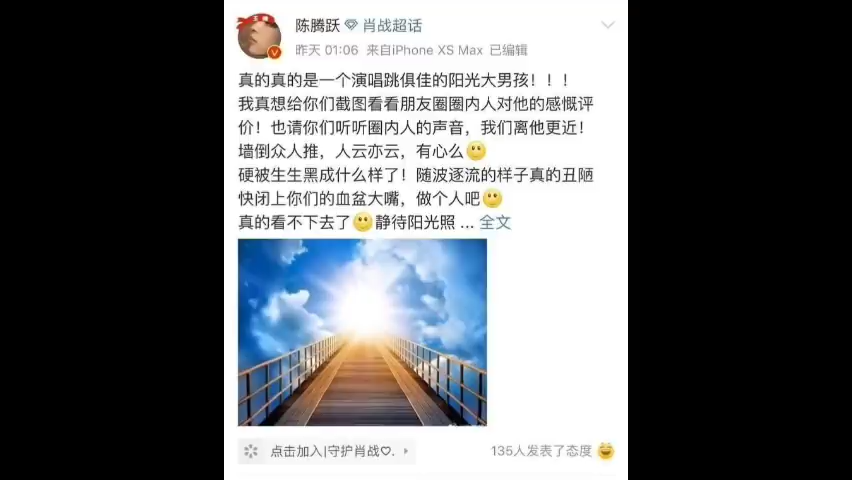 陈腾跃 肖战超话
昨天 01:06 来自iPhone XS Max 已编辑
真的真的是一个演唱跳俱佳的阳光大男孩！！！
我真想给你们截图看看朋友圈圈内人对他的感慨评
价！也请你们听听圈内人的声音，我们离他更近！
墙倒众人推，人云亦云，有心么
硬被生生黑成什么样了！随波逐流的样子真的丑陋
快闭上你们的血盆大嘴，做个人吧
真的看不下去了静待阳光照 ... 全文
点击加入|守护肖战♡.
135人发表了态度